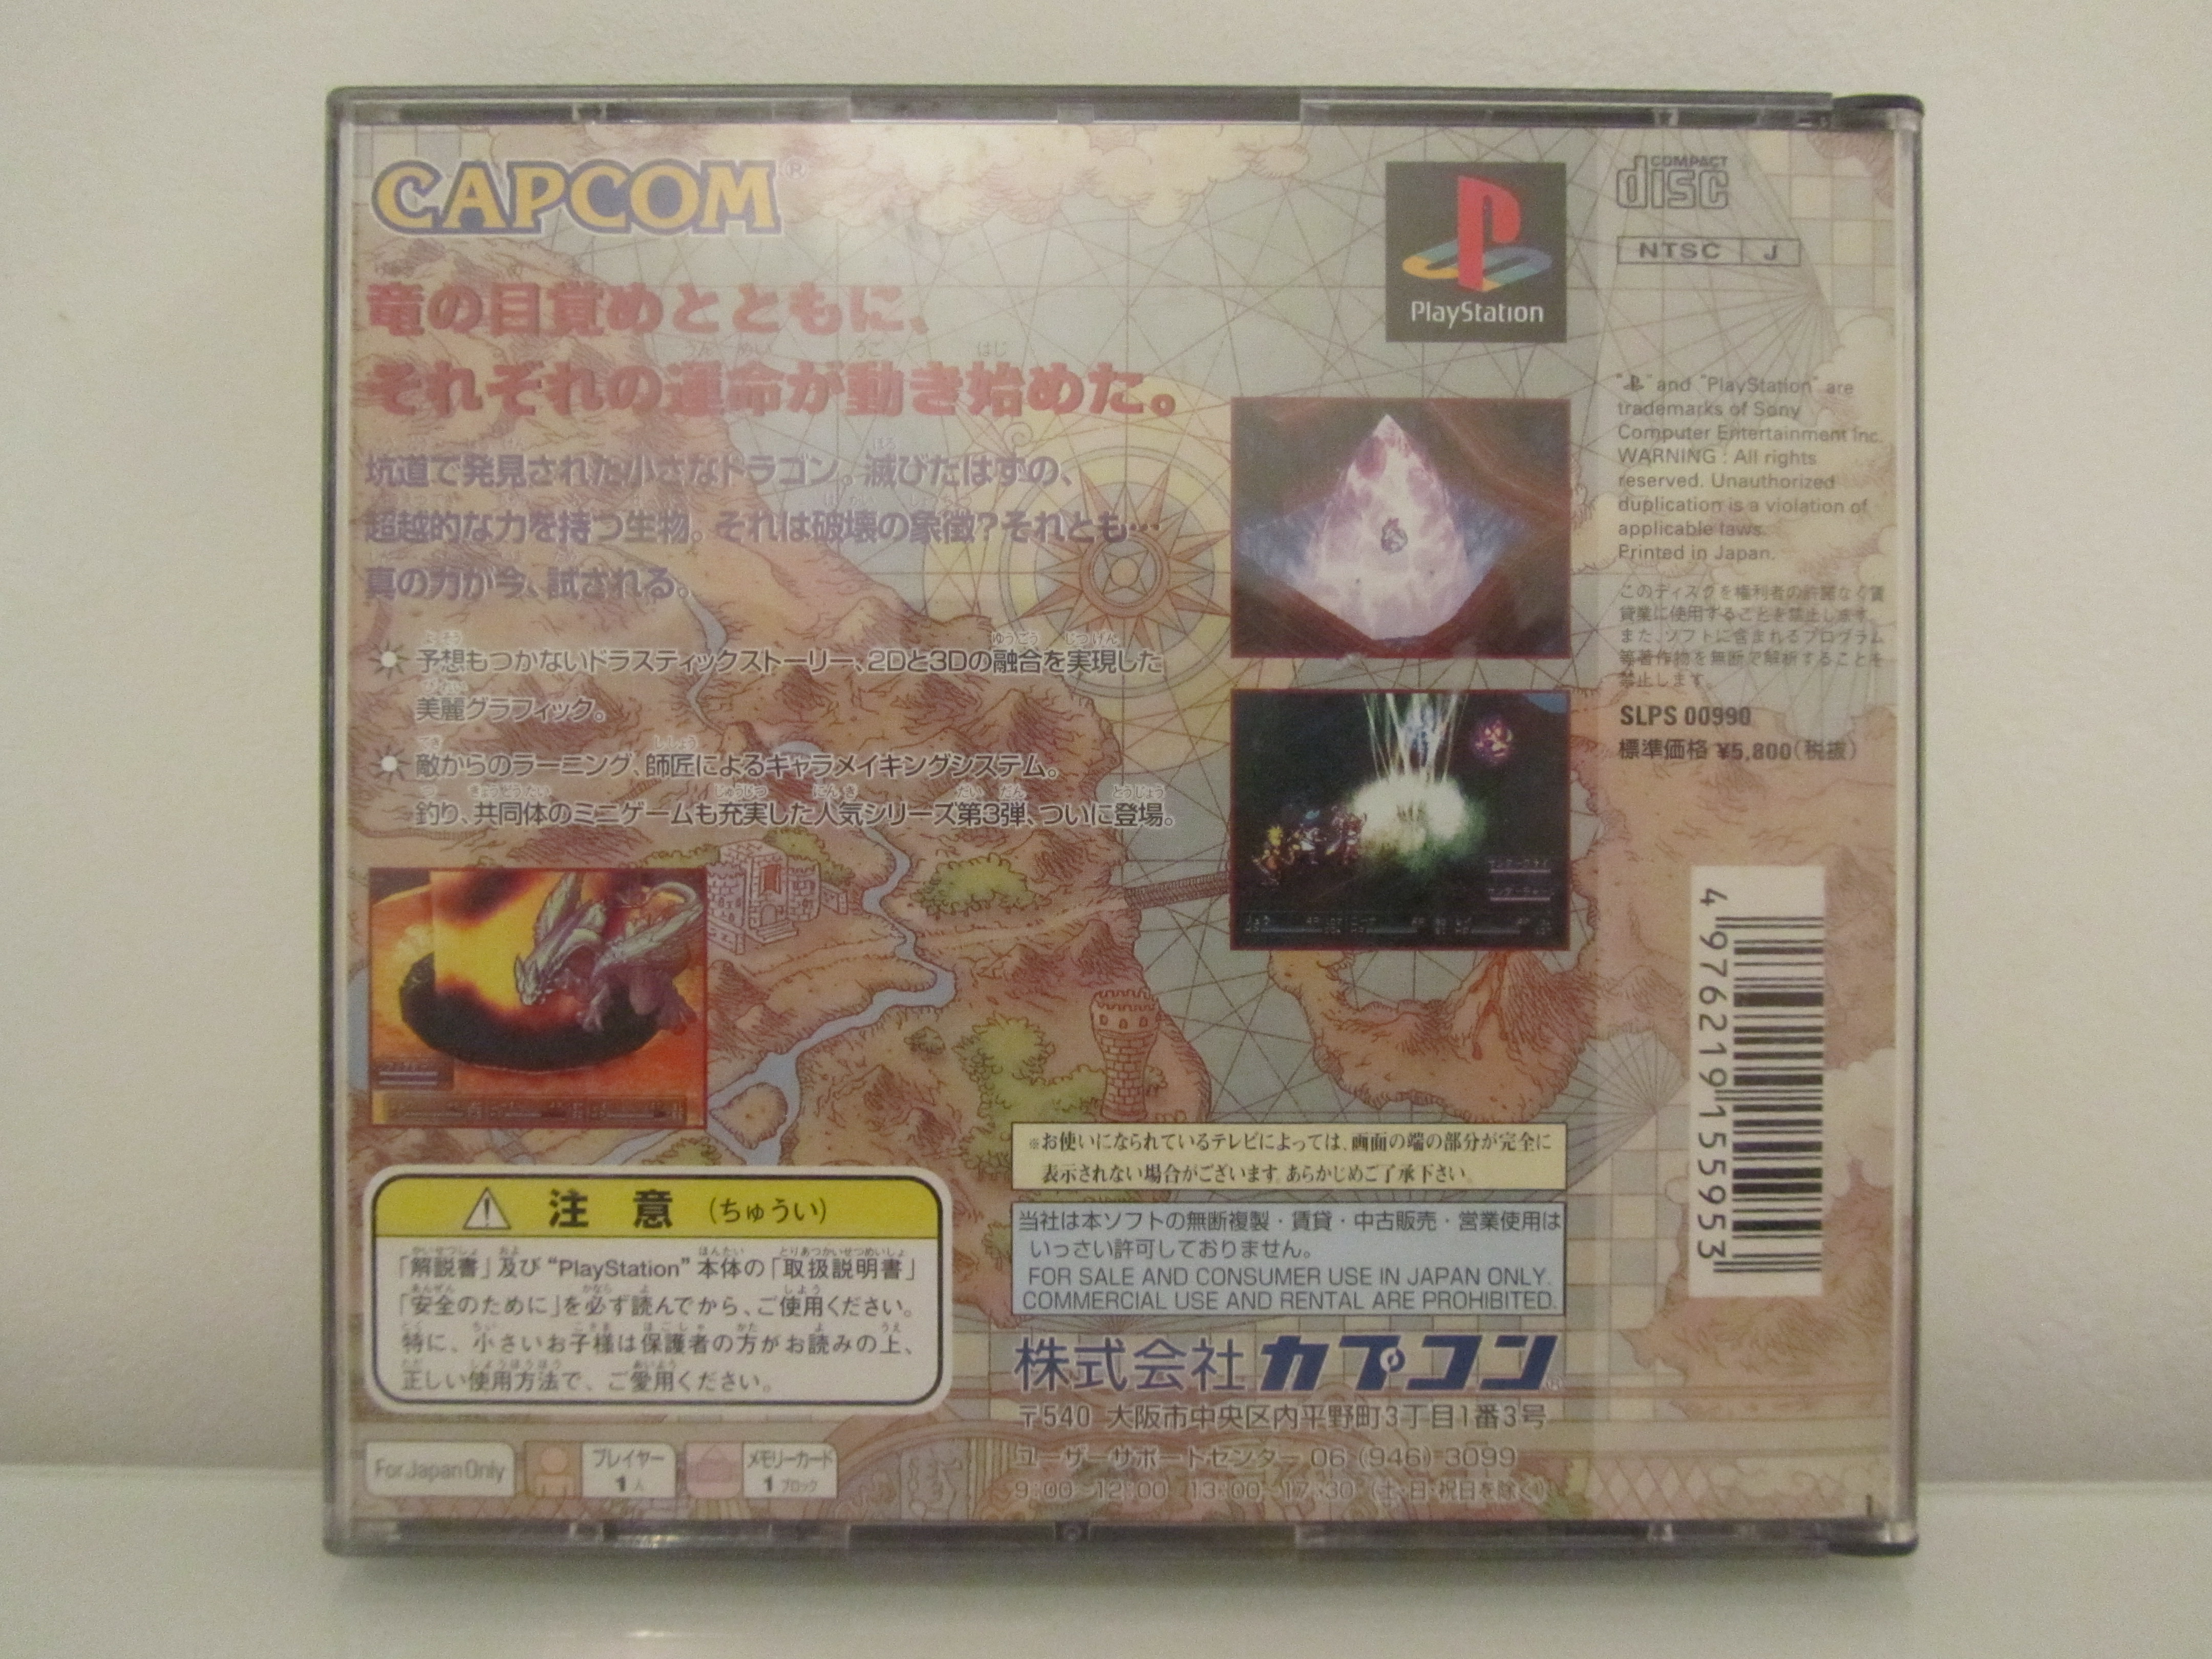 CAPCOM®
竜の目覚めとともに、
それぞれの運命が動き始めた。
坑道で発見された小さなドラゴン。滅びたはずの、
超越的な力を持つ生物。それは破壊の象徴?それとも…
真の力が今、試される。
予想もつかないドラスティックストーリー、2Dと3Dの融合を実現した
美麗グラフィック。
敵からのラーニング、師匠によるキャラメイキングシステム。
釣り、共同体のミニゲームも充実した人気シリーズ第3弾、ついに登場。
注意 (ちゅうい)
「解説書」及び“PlayStation”本体の「取扱説明書」
「安全のために」を必ず読んでから、ご使用ください。
特に、小さいお子様は保護者の方がお読みの上、
正しい使用方法で、ご愛用ください。
For Japan Only
プレイヤー
1人
メモリーカード
1ブロック
PlayStation
COMPACT
disc
NTSC J
"PS" and "PlayStation" are
trademarks of Sony
Computer Entertainment Inc.
WARNING : All rights
reserved. Unauthorized
duplication is a violation of
applicable laws.
Printed in Japan.
このディスクを権利者の許諾なく賃
貸業に使用することを禁止します。
また、ソフトに含まれるプログラム
等著作物を無断で解析することを
禁止します。
SLPS 00990
標準価格 ¥5,800(税抜)
4 976219 155953
※お使いになられているテレビによっては、画面の端の部分が完全に
表示されない場合がございます。あらかじめご了承下さい。
当社は本ソフトの無断複製・賃貸・中古販売・営業使用は
いっさい許可しておりません。
FOR SALE AND CONSUMER USE IN JAPAN ONLY.
COMMERCIAL USE AND RENTAL ARE PROHIBITED.
株式会社カプコン
〒540 大阪市中央区内平野町3丁目1番3号
ユーザーサポートセンター 06 (946) 3099
9:00~12:00 13:00~17:30 (土・日・祝日を除く)